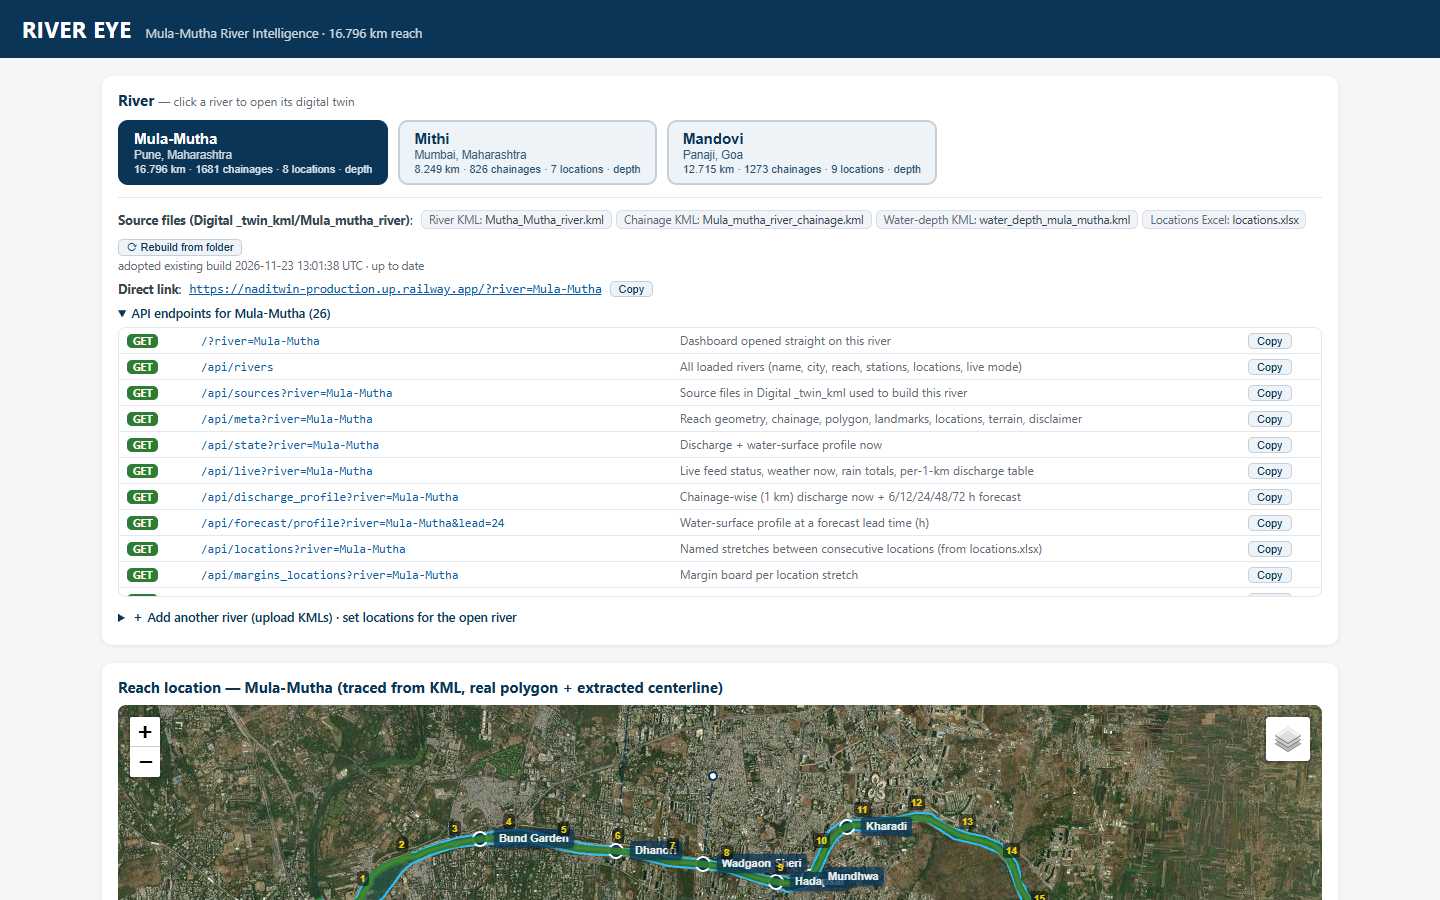 RIVER EYE Mula-Mutha River Intelligence · 16.796 km reach
River — click a river to open its digital twin
Mula-Mutha
Pune, Maharashtra
16.796 km · 1681 chainages · 8 locations · depth
Mithi
Mumbai, Maharashtra
8.249 km · 826 chainages · 7 locations · depth
Mandovi
Panaji, Goa
12.715 km · 1273 chainages · 9 locations · depth
Source files (Digital _twin_kml/Mula_mutha_river): River KML: Mutha_Mutha_river.kml Chainage KML: Mula_mutha_river_chainage.kml Water-depth KML: water_depth_mula_mutha.kml Locations Excel: locations.xlsx
⟳ Rebuild from folder
adopted existing build 2026-11-23 13:01:38 UTC · up to date
Direct link: https://naditwin-production.up.railway.app/?river=Mula-Mutha Copy
▼ API endpoints for Mula-Mutha (26)
GET /?river=Mula-Mutha Dashboard opened straight on this river Copy
GET /api/rivers All loaded rivers (name, city, reach, stations, locations, live mode) Copy
GET /api/sources?river=Mula-Mutha Source files in Digital _twin_kml used to build this river Copy
GET /api/meta?river=Mula-Mutha Reach geometry, chainage, polygon, landmarks, locations, terrain, disclaimer Copy
GET /api/state?river=Mula-Mutha Discharge + water-surface profile now Copy
GET /api/live?river=Mula-Mutha Live feed status, weather now, rain totals, per-1-km discharge table Copy
GET /api/discharge_profile?river=Mula-Mutha Chainage-wise (1 km) discharge now + 6/12/24/48/72 h forecast Copy
GET /api/forecast/profile?river=Mula-Mutha&lead=24 Water-surface profile at a forecast lead time (h) Copy
GET /api/locations?river=Mula-Mutha Named stretches between consecutive locations (from locations.xlsx) Copy
GET /api/margins_locations?river=Mula-Mutha Margin board per location stretch Copy
▶ + Add another river (upload KMLs) · set locations for the open river
Reach location — Mula-Mutha (traced from KML, real polygon + extracted centerline)
+
−
11
12
3
4
5
Kharadi
13
2
Bund Garden
6
10
7
8
14
Wadgaon
9
1
Mundhwa
15